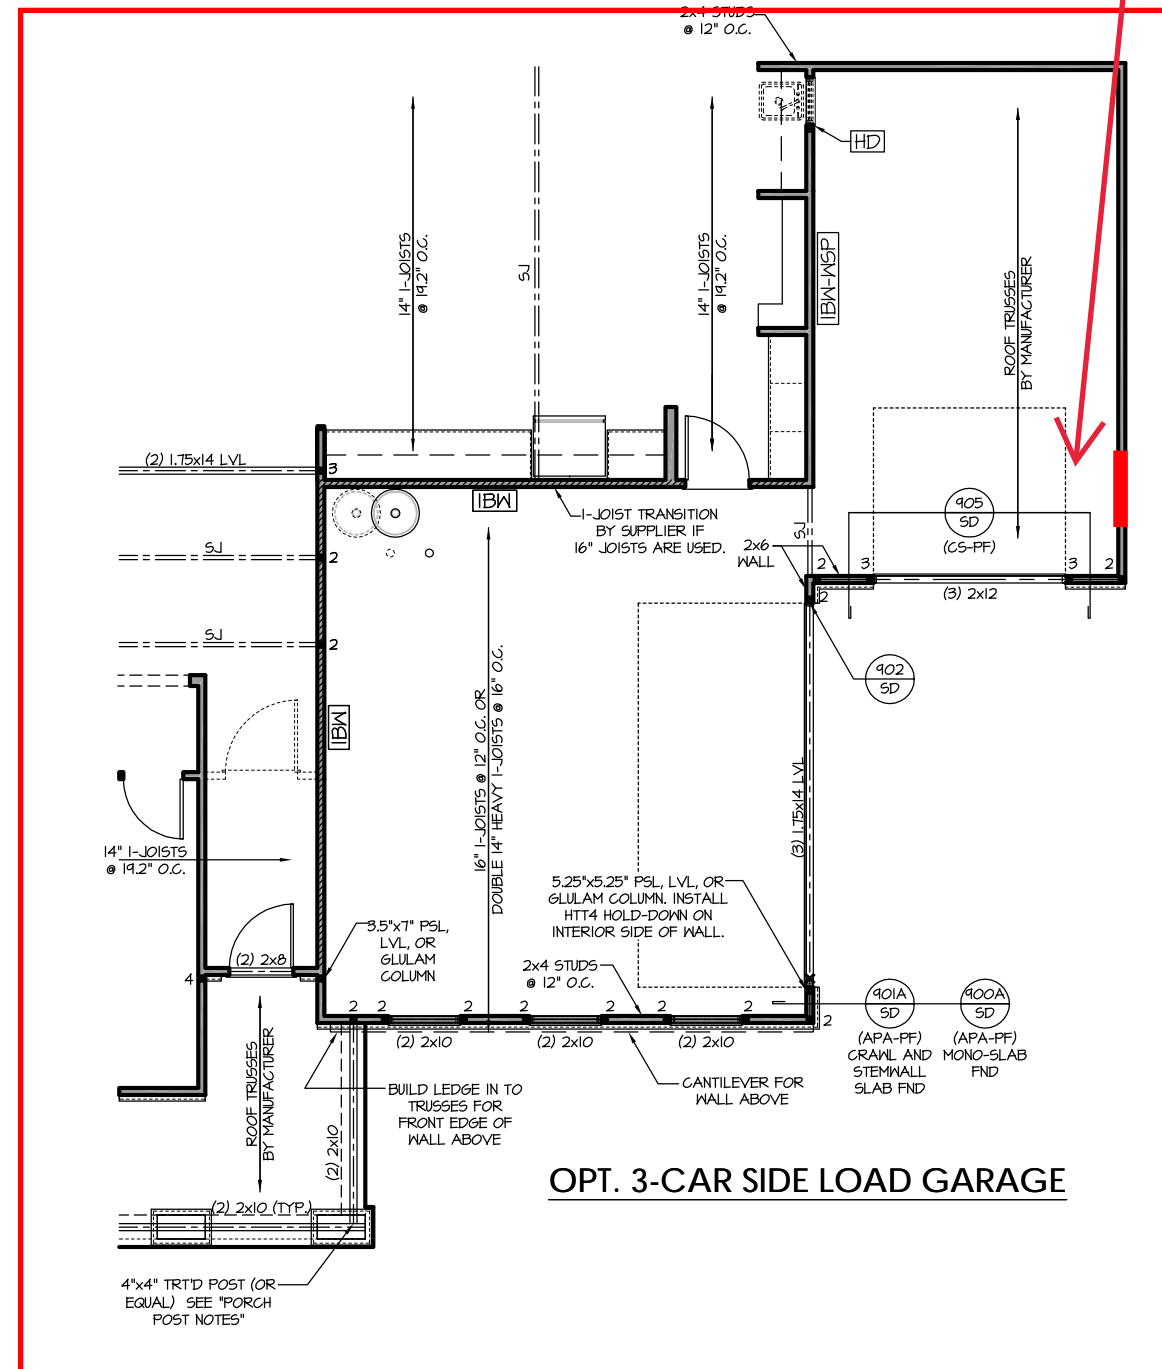 2x4 STUDS
@ 12" O.C.
HD
14" I-JOISTS
@ 19.2" O.C.
SJ
14" I-JOISTS
@ 19.2" O.C.
IBW-WSP
ROOF TRUSSES
BY MANUFACTURER
(2) 1.75x14 LVL
3
IBW
I-JOIST TRANSITION
BY SUPPLIER IF
16" JOISTS ARE USED.
SJ
2x6
WALL
905
SD
(CS-PF)
2
3
3
2
(3) 2x12
2
SJ
2
SJ
2
902
SD
IBW
16" I-JOISTS @ 12" O.C. OR
DOUBLE 14" HEAVY I-JOISTS @ 16" O.C.
(3) 1.75x14 LVL
14" I-JOISTS
@ 19.2" O.C.
5.25"x5.25" PSL, LVL, OR
GLULAM COLUMN. INSTALL
HTT4 HOLD-DOWN ON
INTERIOR SIDE OF WALL.
3.5"x7" PSL,
LVL, OR
GLULAM
COLUMN
(2) 2x8
4
2x4 STUDS
@ 12" O.C.
2
2
2
2
2
2
2
(2) 2x10
(2) 2x10
(2) 2x10
901A
SD
(APA-PF)
CRAWL AND
STEMWALL
SLAB FND
900A
SD
(APA-PF)
MONO-SLAB
FND
ROOF TRUSSES
BY MANUFACTURER
BUILD LEDGE IN TO
TRUSSES FOR
FRONT EDGE OF
WALL ABOVE
CANTILEVER FOR
WALL ABOVE
(2) 2x10
OPT. 3-CAR SIDE LOAD GARAGE
(2) 2x10 (TYP.)
4"x4" TRT'D POST (OR
EQUAL) SEE "PORCH
POST NOTES"